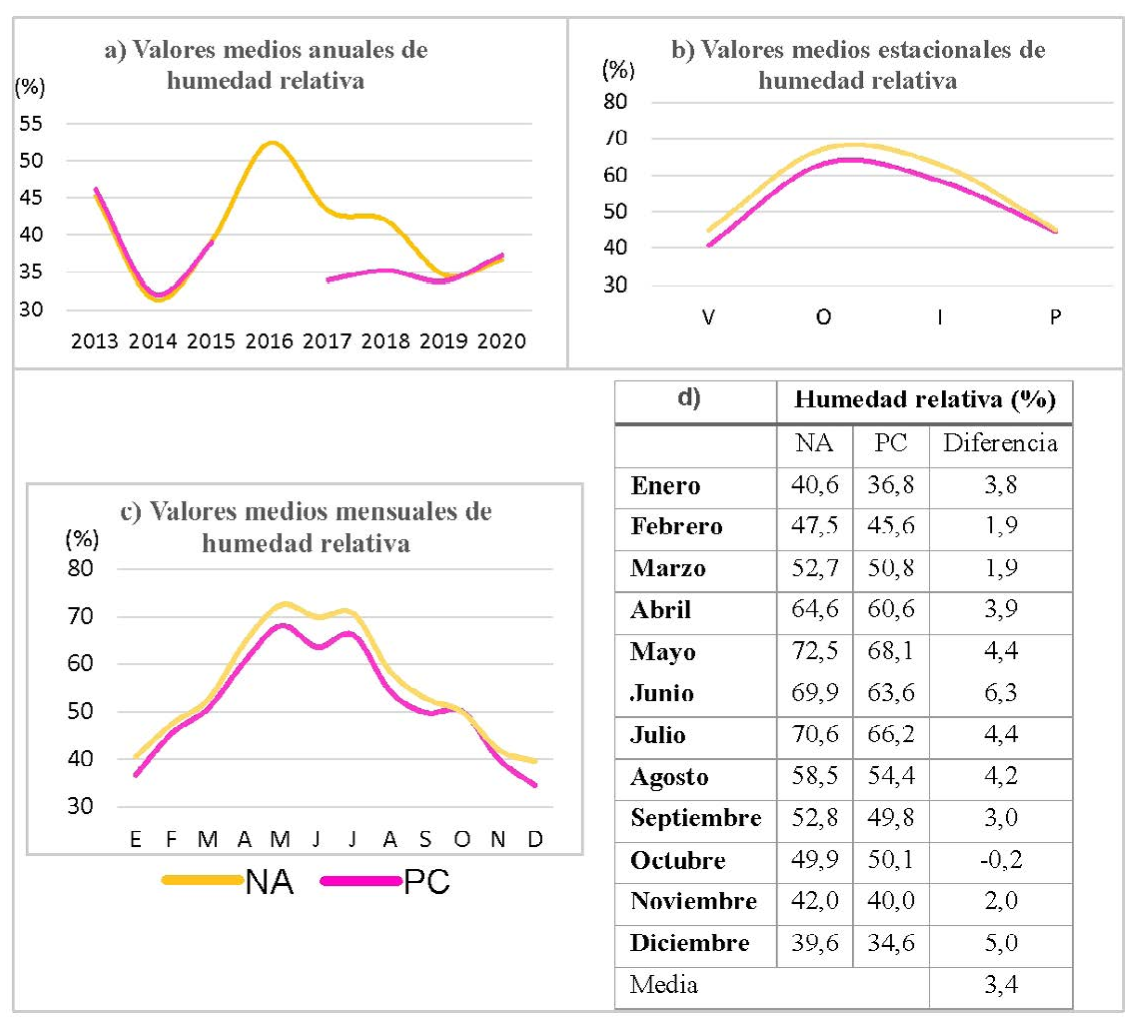 a) Valores medios anuales de
humedad relativa
(%)
55
50
45
40
35
30
2013 2014 2015 2016 2017 2018 2019 2020
b) Valores medios estacionales de
humedad relativa
(%)
80
70
60
50
40
30
V O I P
c) Valores medios mensuales de
humedad relativa
(%)
80
70
60
50
40
30
E F M A M J J A S O N D
NA PC
d) Humedad relativa (%)
NA PC Diferencia
Enero 40,6 36,8 3,8
Febrero 47,5 45,6 1,9
Marzo 52,7 50,8 1,9
Abril 64,6 60,6 3,9
Mayo 72,5 68,1 4,4
Junio 69,9 63,6 6,3
Julio 70,6 66,2 4,4
Agosto 58,5 54,4 4,2
Septiembre 52,8 49,8 3,0
Octubre 49,9 50,1 -0,2
Noviembre 42,0 40,0 2,0
Diciembre 39,6 34,6 5,0
Media 3,4